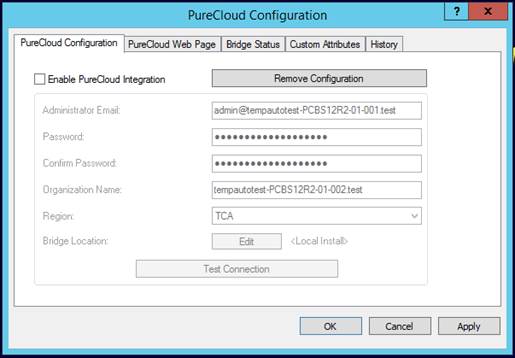 PureCloud Configuration
? X
PureCloud Configuration PureCloud Web Page Bridge Status Custom Attributes History
Enable PureCloud Integration Remove Configuration
Administrator Email: admin@tempautotest-PCBS12R2-01-001.test
Password: ●●●●●●●●●●●●●●●●●●
Confirm Password: ●●●●●●●●●●●●●●●●●●
Organization Name: tempautotest-PCBS12R2-01-002.test
Region: TCA
Bridge Location: Edit <Local Install>
Test Connection
OK Cancel Apply